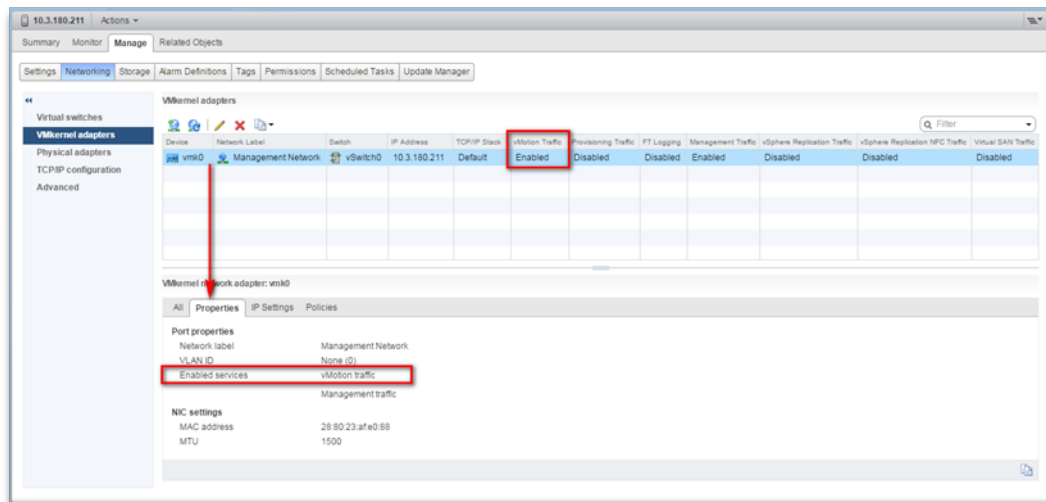 10.3.180.211 Actions
Summary Monitor Manage Related Objects
Settings Networking Storage Alarm Definitions Tags Permissions Scheduled Tasks Update Manager
VMkernel adapters
Virtual switches
VMkernel adapters
Physical adapters
TCP/IP configuration
Advanced
Filter
Device Network Label Switch IP Address TCP/IP Stack vMotion Traffic Provisioning Traffic FT Logging Management Traffic vSphere Replication Traffic vSphere Replication NFC Traffic Virtual SAN Traffic
vmk0 Management Network vSwitch0 10.3.180.211 Default Enabled Disabled Disabled Enabled Disabled Disabled Disabled
VMkernel network adapter: vmk0
All Properties IP Settings Policies
Port properties
Network label Management Network
VLAN ID None (0)
Enabled services vMotion traffic
Management traffic
NIC settings
MAC address 28:80:23:af:e0:88
MTU 1500